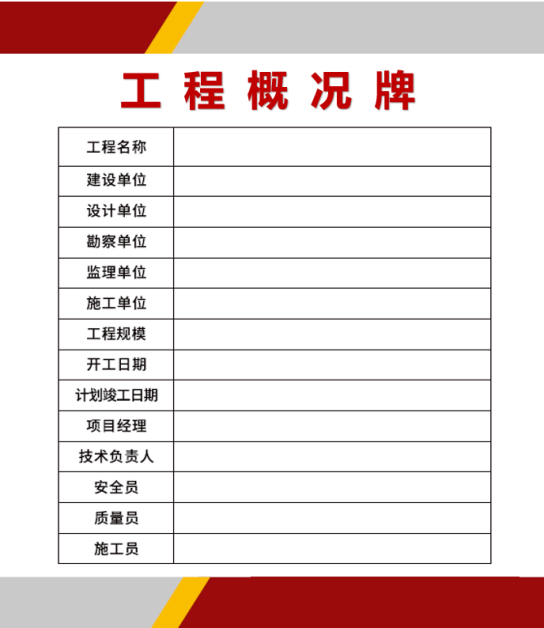 工程概况牌
工程名称
建设单位
设计单位
勘察单位
监理单位
施工单位
工程规模
开工日期
计划竣工日期
项目经理
技术负责人
安全员
质量员
施工员